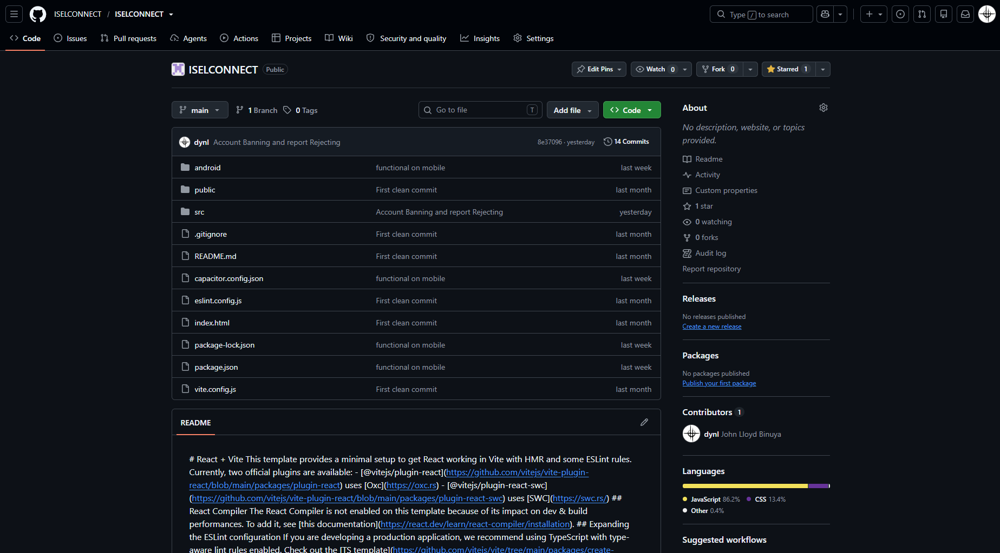 ISELCONNECT / ISELCONNECT
Type / to search
Code Issues Pull requests Agents Actions Projects Wiki Security and quality Insights Settings
ISELCONNECT Public
Edit Pins Watch 0 Fork 0 Starred 1
main 1 Branch 0 Tags Go to file T Add file Code
dynl Account Banning and report Rejecting 8e37096 · yesterday 14 Commits
android functional on mobile last week
public First clean commit last month
src Account Banning and report Rejecting yesterday
.gitignore First clean commit last month
README.md First clean commit last month
capacitor.config.json functional on mobile last week
eslint.config.js First clean commit last month
index.html First clean commit last month
package-lock.json functional on mobile last week
package.json functional on mobile last week
vite.config.js First clean commit last month
README
# React + Vite This template provides a minimal setup to get React working in Vite with HMR and some ESLint rules.
Currently, two official plugins are available: - [@vitejs/plugin-react](https://github.com/vitejs/vite-plugin-
react/blob/main/packages/plugin-react) uses [Oxc](https://oxc.rs) - [@vitejs/plugin-react-swc]
(https://github.com/vitejs/vite-plugin-react/blob/main/packages/plugin-react-swc) uses [SWC](https://swc.rs/) ##
React Compiler The React Compiler is not enabled on this template because of its impact on dev & build
performances. To add it, see [this documentation](https://react.dev/learn/react-compiler/installation). ## Expanding
the ESLint configuration If you are developing a production application, we recommend using TypeScript with type-
aware lint rules enabled. Check out the [TS template](https://github.com/vitejs/vite/tree/main/packages/create-
About
No description, website, or topics
provided.
Readme
Activity
Custom properties
1 star
0 watching
0 forks
Audit log
Report repository
Releases
No releases published
Create a new release
Packages
No packages published
Publish your first package
Contributors 1
dynl John Lloyd Binuya
Languages
JavaScript 86.2% CSS 13.4%
Other 0.4%
Suggested workflows